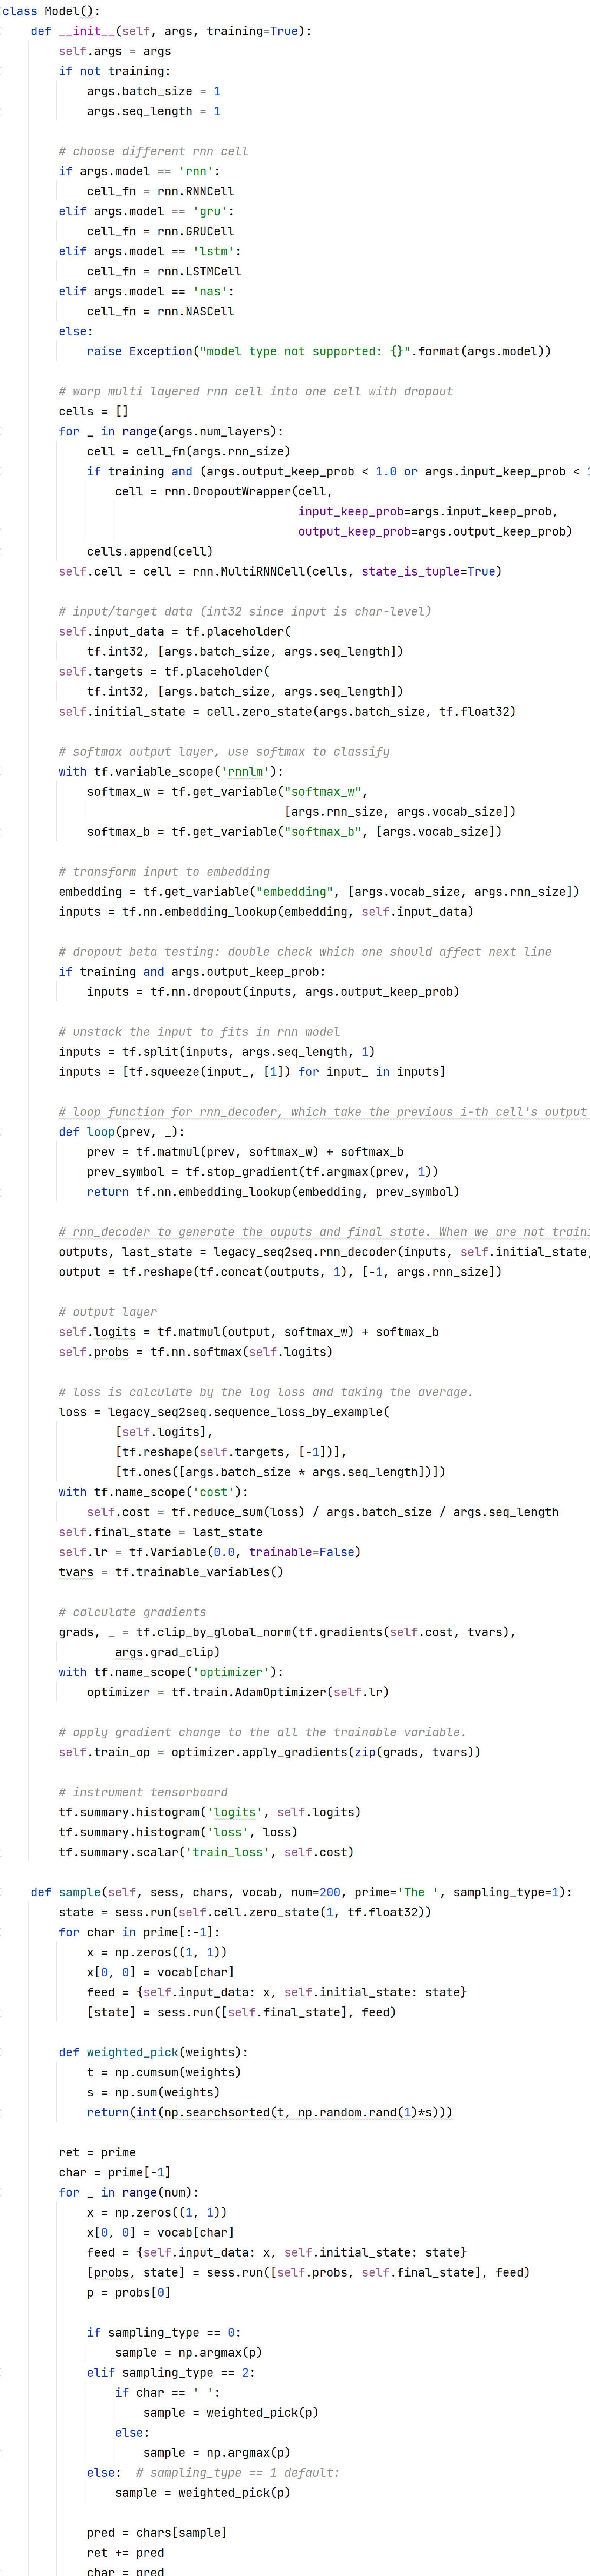 class Model():
    def __init__(self, args, training=True):
        self.args = args
        if not training:
            args.batch_size = 1
            args.seq_length = 1

        # choose different rnn cell
        if args.model == 'rnn':
            cell_fn = rnn.RNNCell
        elif args.model == 'gru':
            cell_fn = rnn.GRUCell
        elif args.model == 'lstm':
            cell_fn = rnn.LSTMCell
        elif args.model == 'nas':
            cell_fn = rnn.NASCell
        else:
            raise Exception("model type not supported: {}".format(args.model))

        # warp multi layered rnn cell into one cell with dropout
        cells = []
        for _ in range(args.num_layers):
            cell = cell_fn(args.rnn_size)
            if training and (args.output_keep_prob < 1.0 or args.input_keep_prob < 1
                cell = rnn.DropoutWrapper(cell,
                                          input_keep_prob=args.input_keep_prob,
                                          output_keep_prob=args.output_keep_prob)
            cells.append(cell)
        self.cell = cell = rnn.MultiRNNCell(cells, state_is_tuple=True)

        # input/target data (int32 since input is char-level)
        self.input_data = tf.placeholder(
            tf.int32, [args.batch_size, args.seq_length])
        self.targets = tf.placeholder(
            tf.int32, [args.batch_size, args.seq_length])
        self.initial_state = cell.zero_state(args.batch_size, tf.float32)

        # softmax output layer, use softmax to classify
        with tf.variable_scope('rnnlm'):
            softmax_w = tf.get_variable("softmax_w",
                                        [args.rnn_size, args.vocab_size])
            softmax_b = tf.get_variable("softmax_b", [args.vocab_size])

        # transform input to embedding
        embedding = tf.get_variable("embedding", [args.vocab_size, args.rnn_size])
        inputs = tf.nn.embedding_lookup(embedding, self.input_data)

        # dropout beta testing: double check which one should affect next line
        if training and args.output_keep_prob:
            inputs = tf.nn.dropout(inputs, args.output_keep_prob)

        # unstack the input to fits in rnn model
        inputs = tf.split(inputs, args.seq_length, 1)
        inputs = [tf.squeeze(input_, [1]) for input_ in inputs]

        # loop function for rnn_decoder, which take the previous i-th cell's output
        def loop(prev, _):
            prev = tf.matmul(prev, softmax_w) + softmax_b
            prev_symbol = tf.stop_gradient(tf.argmax(prev, 1))
            return tf.nn.embedding_lookup(embedding, prev_symbol)

        # rnn_decoder to generate the ouputs and final state. When we are not traini
        outputs, last_state = legacy_seq2seq.rnn_decoder(inputs, self.initial_state,
        output = tf.reshape(tf.concat(outputs, 1), [-1, args.rnn_size])

        # output layer
        self.logits = tf.matmul(output, softmax_w) + softmax_b
        self.probs = tf.nn.softmax(self.logits)

        # loss is calculate by the log loss and taking the average.
        loss = legacy_seq2seq.sequence_loss_by_example(
                [self.logits],
                [tf.reshape(self.targets, [-1])],
                [tf.ones([args.batch_size * args.seq_length])])
        with tf.name_scope('cost'):
            self.cost = tf.reduce_sum(loss) / args.batch_size / args.seq_length
        self.final_state = last_state
        self.lr = tf.Variable(0.0, trainable=False)
        tvars = tf.trainable_variables()

        # calculate gradients
        grads, _ = tf.clip_by_global_norm(tf.gradients(self.cost, tvars),
                args.grad_clip)
        with tf.name_scope('optimizer'):
            optimizer = tf.train.AdamOptimizer(self.lr)

        # apply gradient change to the all the trainable variable.
        self.train_op = optimizer.apply_gradients(zip(grads, tvars))

        # instrument tensorboard
        tf.summary.histogram('logits', self.logits)
        tf.summary.histogram('loss', loss)
        tf.summary.scalar('train_loss', self.cost)

    def sample(self, sess, chars, vocab, num=200, prime='The ', sampling_type=1):
        state = sess.run(self.cell.zero_state(1, tf.float32))
        for char in prime[:-1]:
            x = np.zeros((1, 1))
            x[0, 0] = vocab[char]
            feed = {self.input_data: x, self.initial_state: state}
            [state] = sess.run([self.final_state], feed)

        def weighted_pick(weights):
            t = np.cumsum(weights)
            s = np.sum(weights)
            return(int(np.searchsorted(t, np.random.rand(1)*s)))

        ret = prime
        char = prime[-1]
        for _ in range(num):
            x = np.zeros((1, 1))
            x[0, 0] = vocab[char]
            feed = {self.input_data: x, self.initial_state: state}
            [probs, state] = sess.run([self.probs, self.final_state], feed)
            p = probs[0]

            if sampling_type == 0:
                sample = np.argmax(p)
            elif sampling_type == 2:
                if char == ' ':
                    sample = weighted_pick(p)
                else:
                    sample = np.argmax(p)
            else:  # sampling_type == 1 default:
                sample = weighted_pick(p)

            pred = chars[sample]
            ret += pred
            char = pred